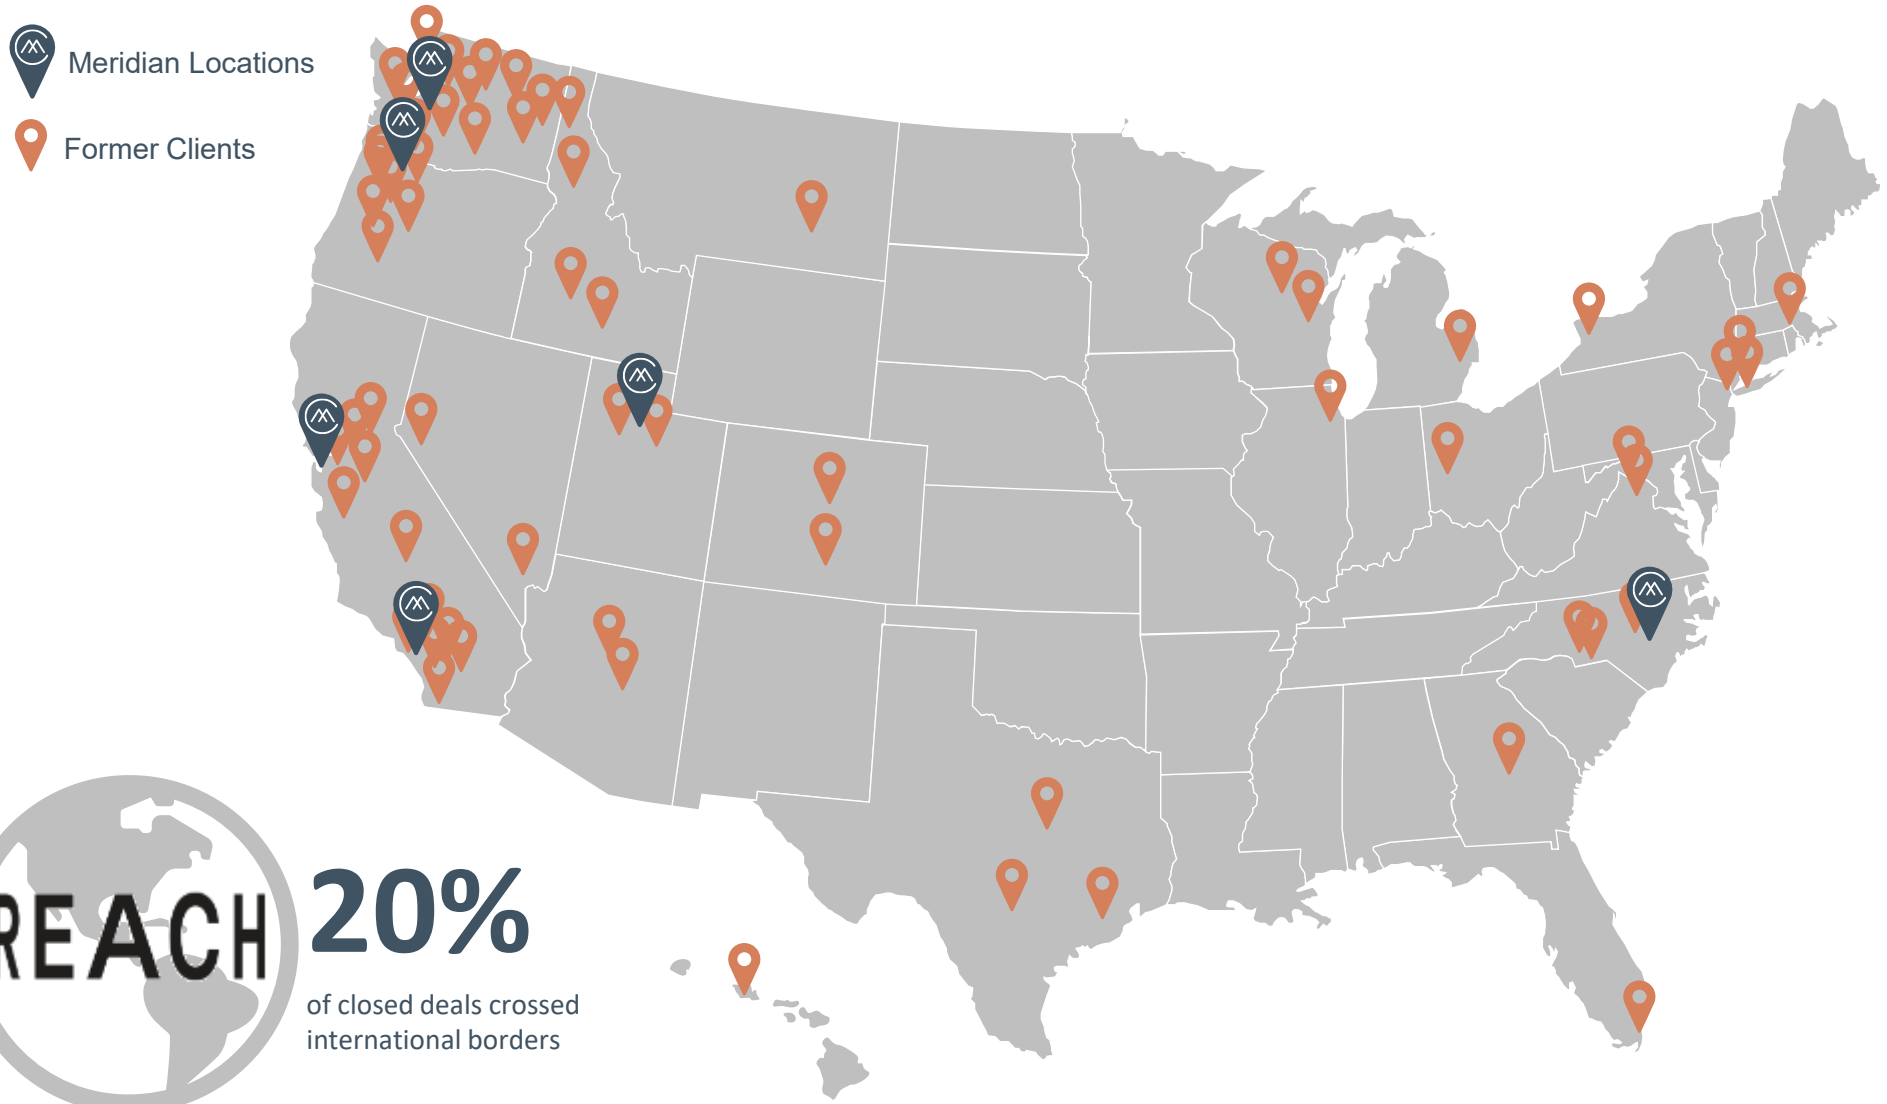 Meridian Locations
Former Clients
REACH
20%
of closed deals crossed
international borders